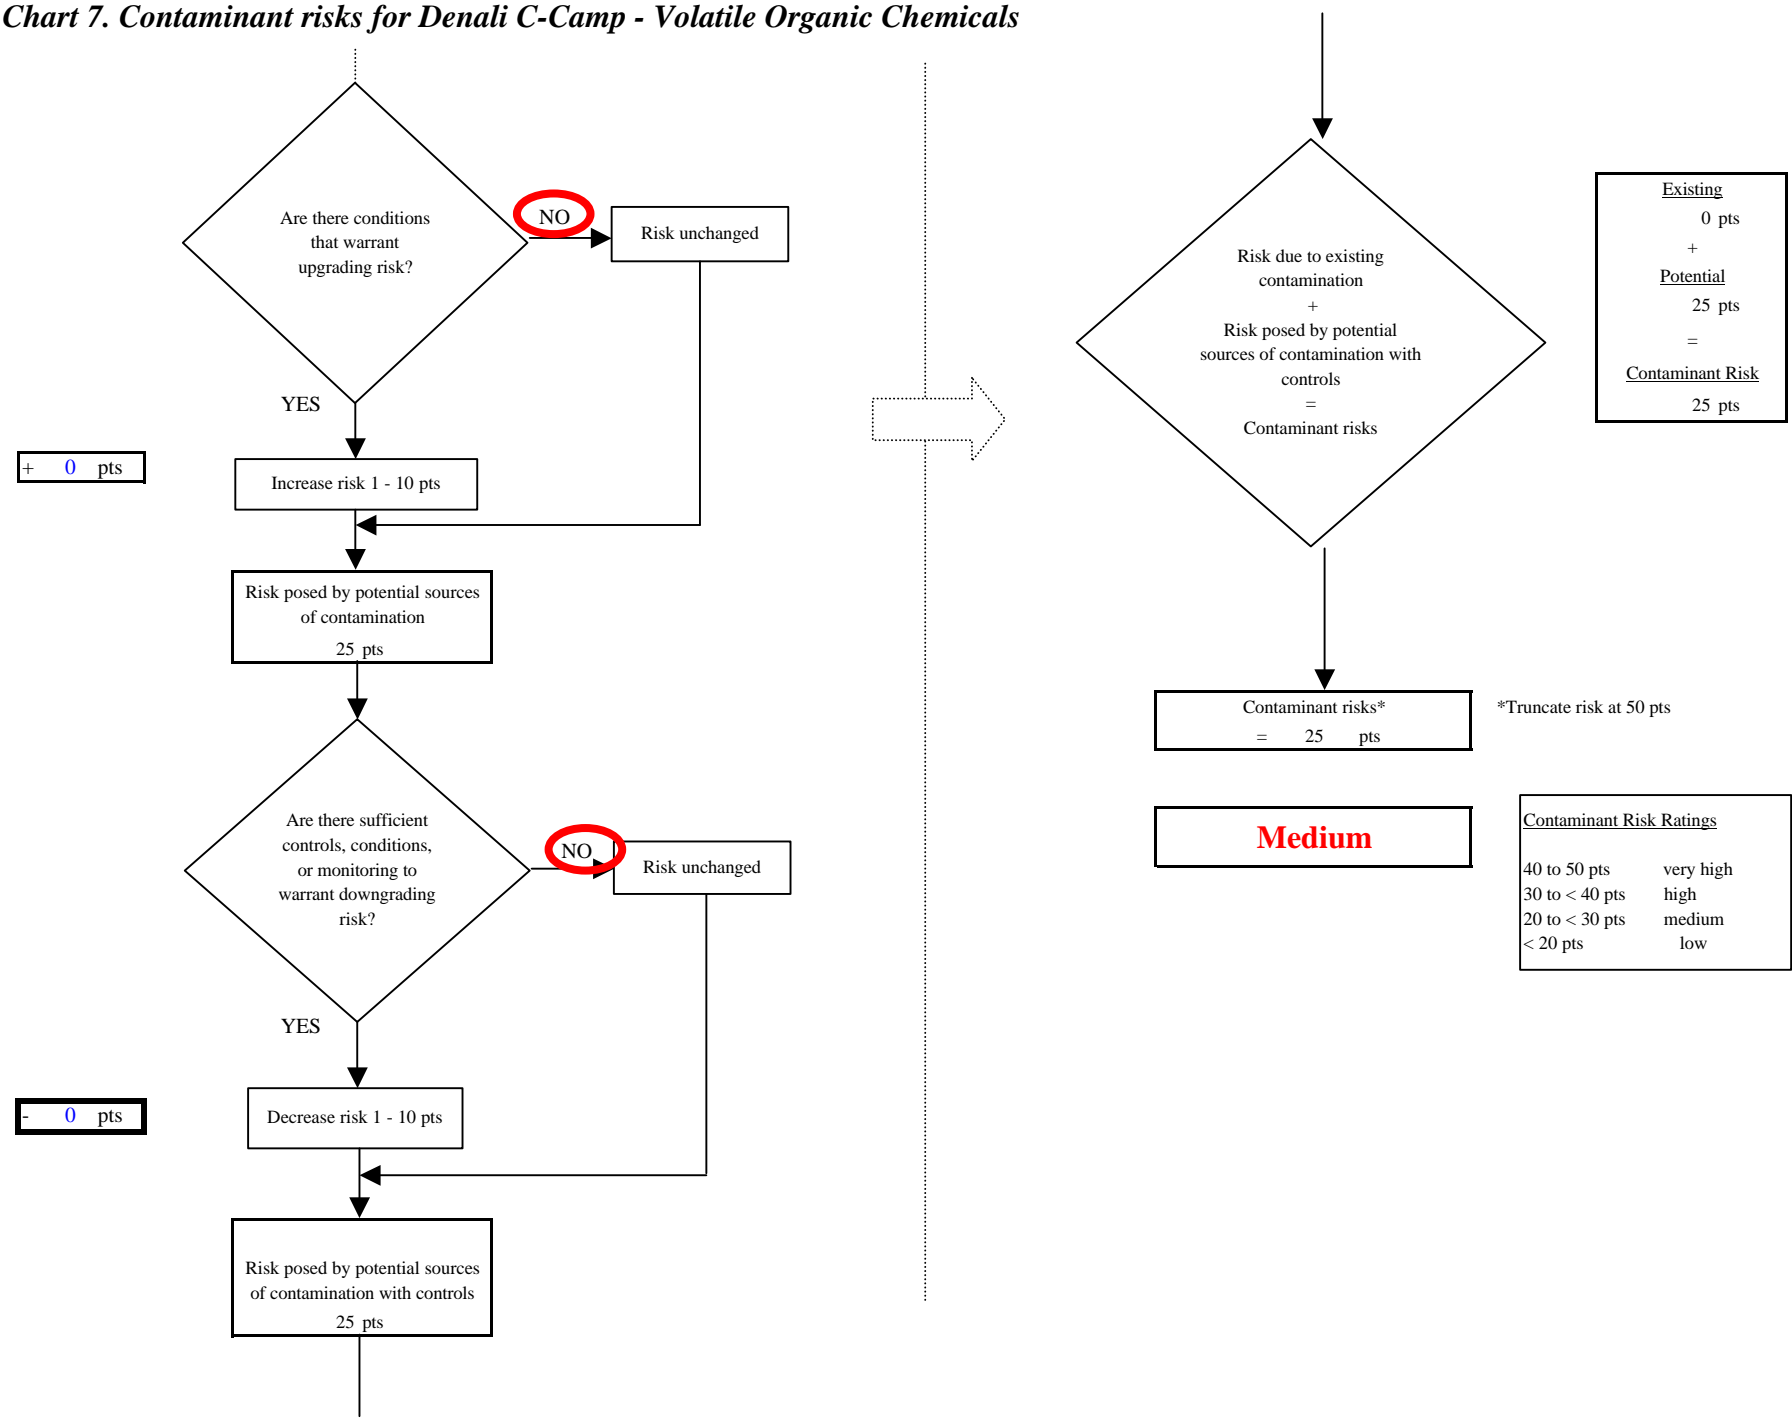 Chart 7. Contaminant risks for Denali C-Camp - Volatile Organic Chemicals
Are there conditions
that warrant
upgrading risk?
NO
Risk unchanged
YES
+ 0 pts
Increase risk 1 - 10 pts
Risk posed by potential sources
of contamination
25 pts
Are there sufficient
controls, conditions,
or monitoring to
warrant downgrading
risk?
NO
Risk unchanged
YES
- 0 pts
Decrease risk 1 - 10 pts
Risk posed by potential sources
of contamination with controls
25 pts
Risk due to existing
contamination
+
Risk posed by potential
sources of contamination with
controls
=
Contaminant risks
Existing
0 pts
+
Potential
25 pts
=
Contaminant Risk
25 pts
Contaminant risks*
= 25 pts
*Truncate risk at 50 pts
Medium
Contaminant Risk Ratings
40 to 50 pts very high
30 to < 40 pts high
20 to < 30 pts medium
< 20 pts low